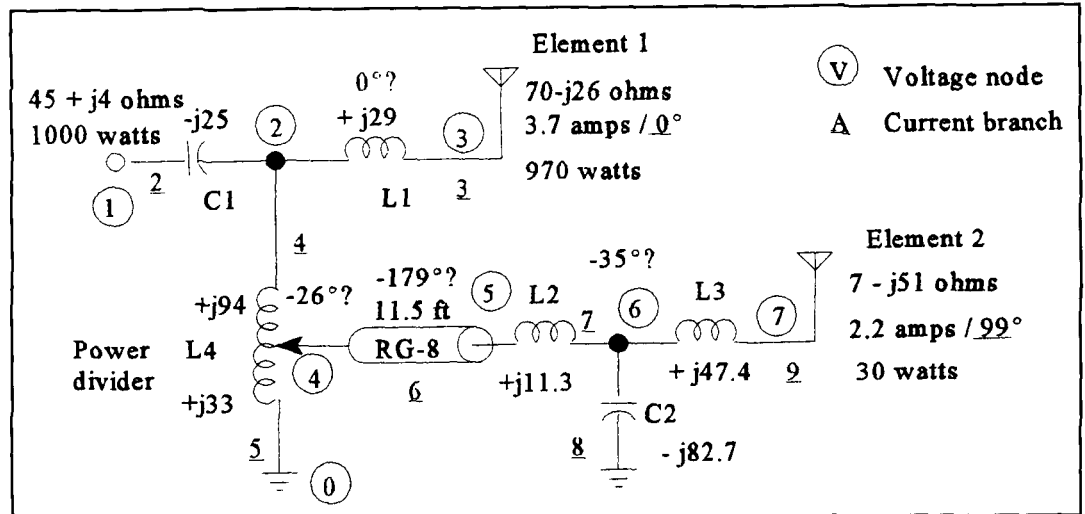 Element 1
V Voltage node
A Current branch
45 + j4 ohms
1000 watts
0°?
-j25
2
+ j29
3
70-j26 ohms
3.7 amps / 0°
970 watts
1
2
C1
L1
3
4
Element 2
+j94
-26°?
-179°?
11.5 ft
5
L2
-35°?
7
6
L3
7
7 - j51 ohms
2.2 amps / 99°
30 watts
Power
divider
L4
4
RG-8
6
+j11.3
+ j47.4
9
+j33
C2
5
0
8
- j82.7